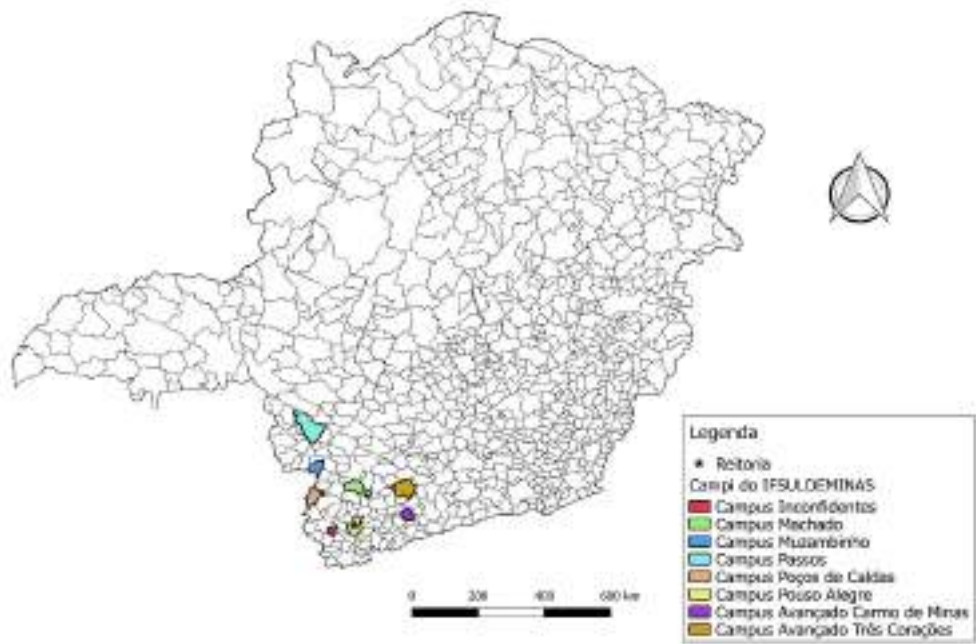 Legenda
Reitoria
Campi do IFSULDEMINAS
Campus Inconfidentes
Campus Machado
Campus Muzambinho
Campus Passos
Campus Poços de Caldas
Campus Pouso Alegre
Campus Avançado Carmo de Minas
Campus Avançado Três Corações
0 200 400 600 km